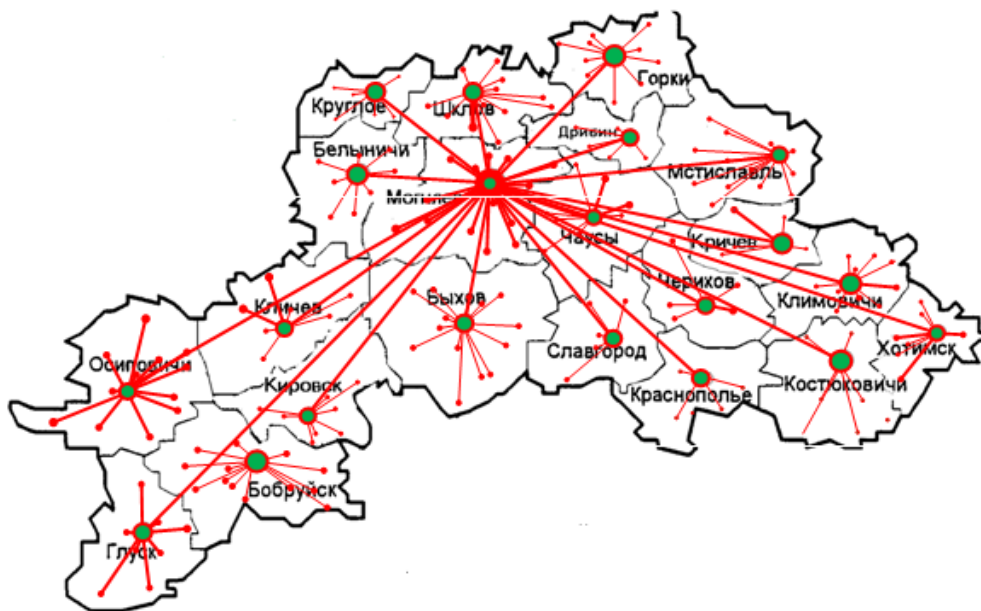 Горки
Круглое
Шклов
Дрибин
Белыничи
Мстиславль
Могилев
Чаусы
Кричев
Черихов
Климовичи
Кличев
Быхов
Славгород
Хотимск
Осиповичи
Кировск
Краснополье
Костюковичи
Бобруйск
Глуск